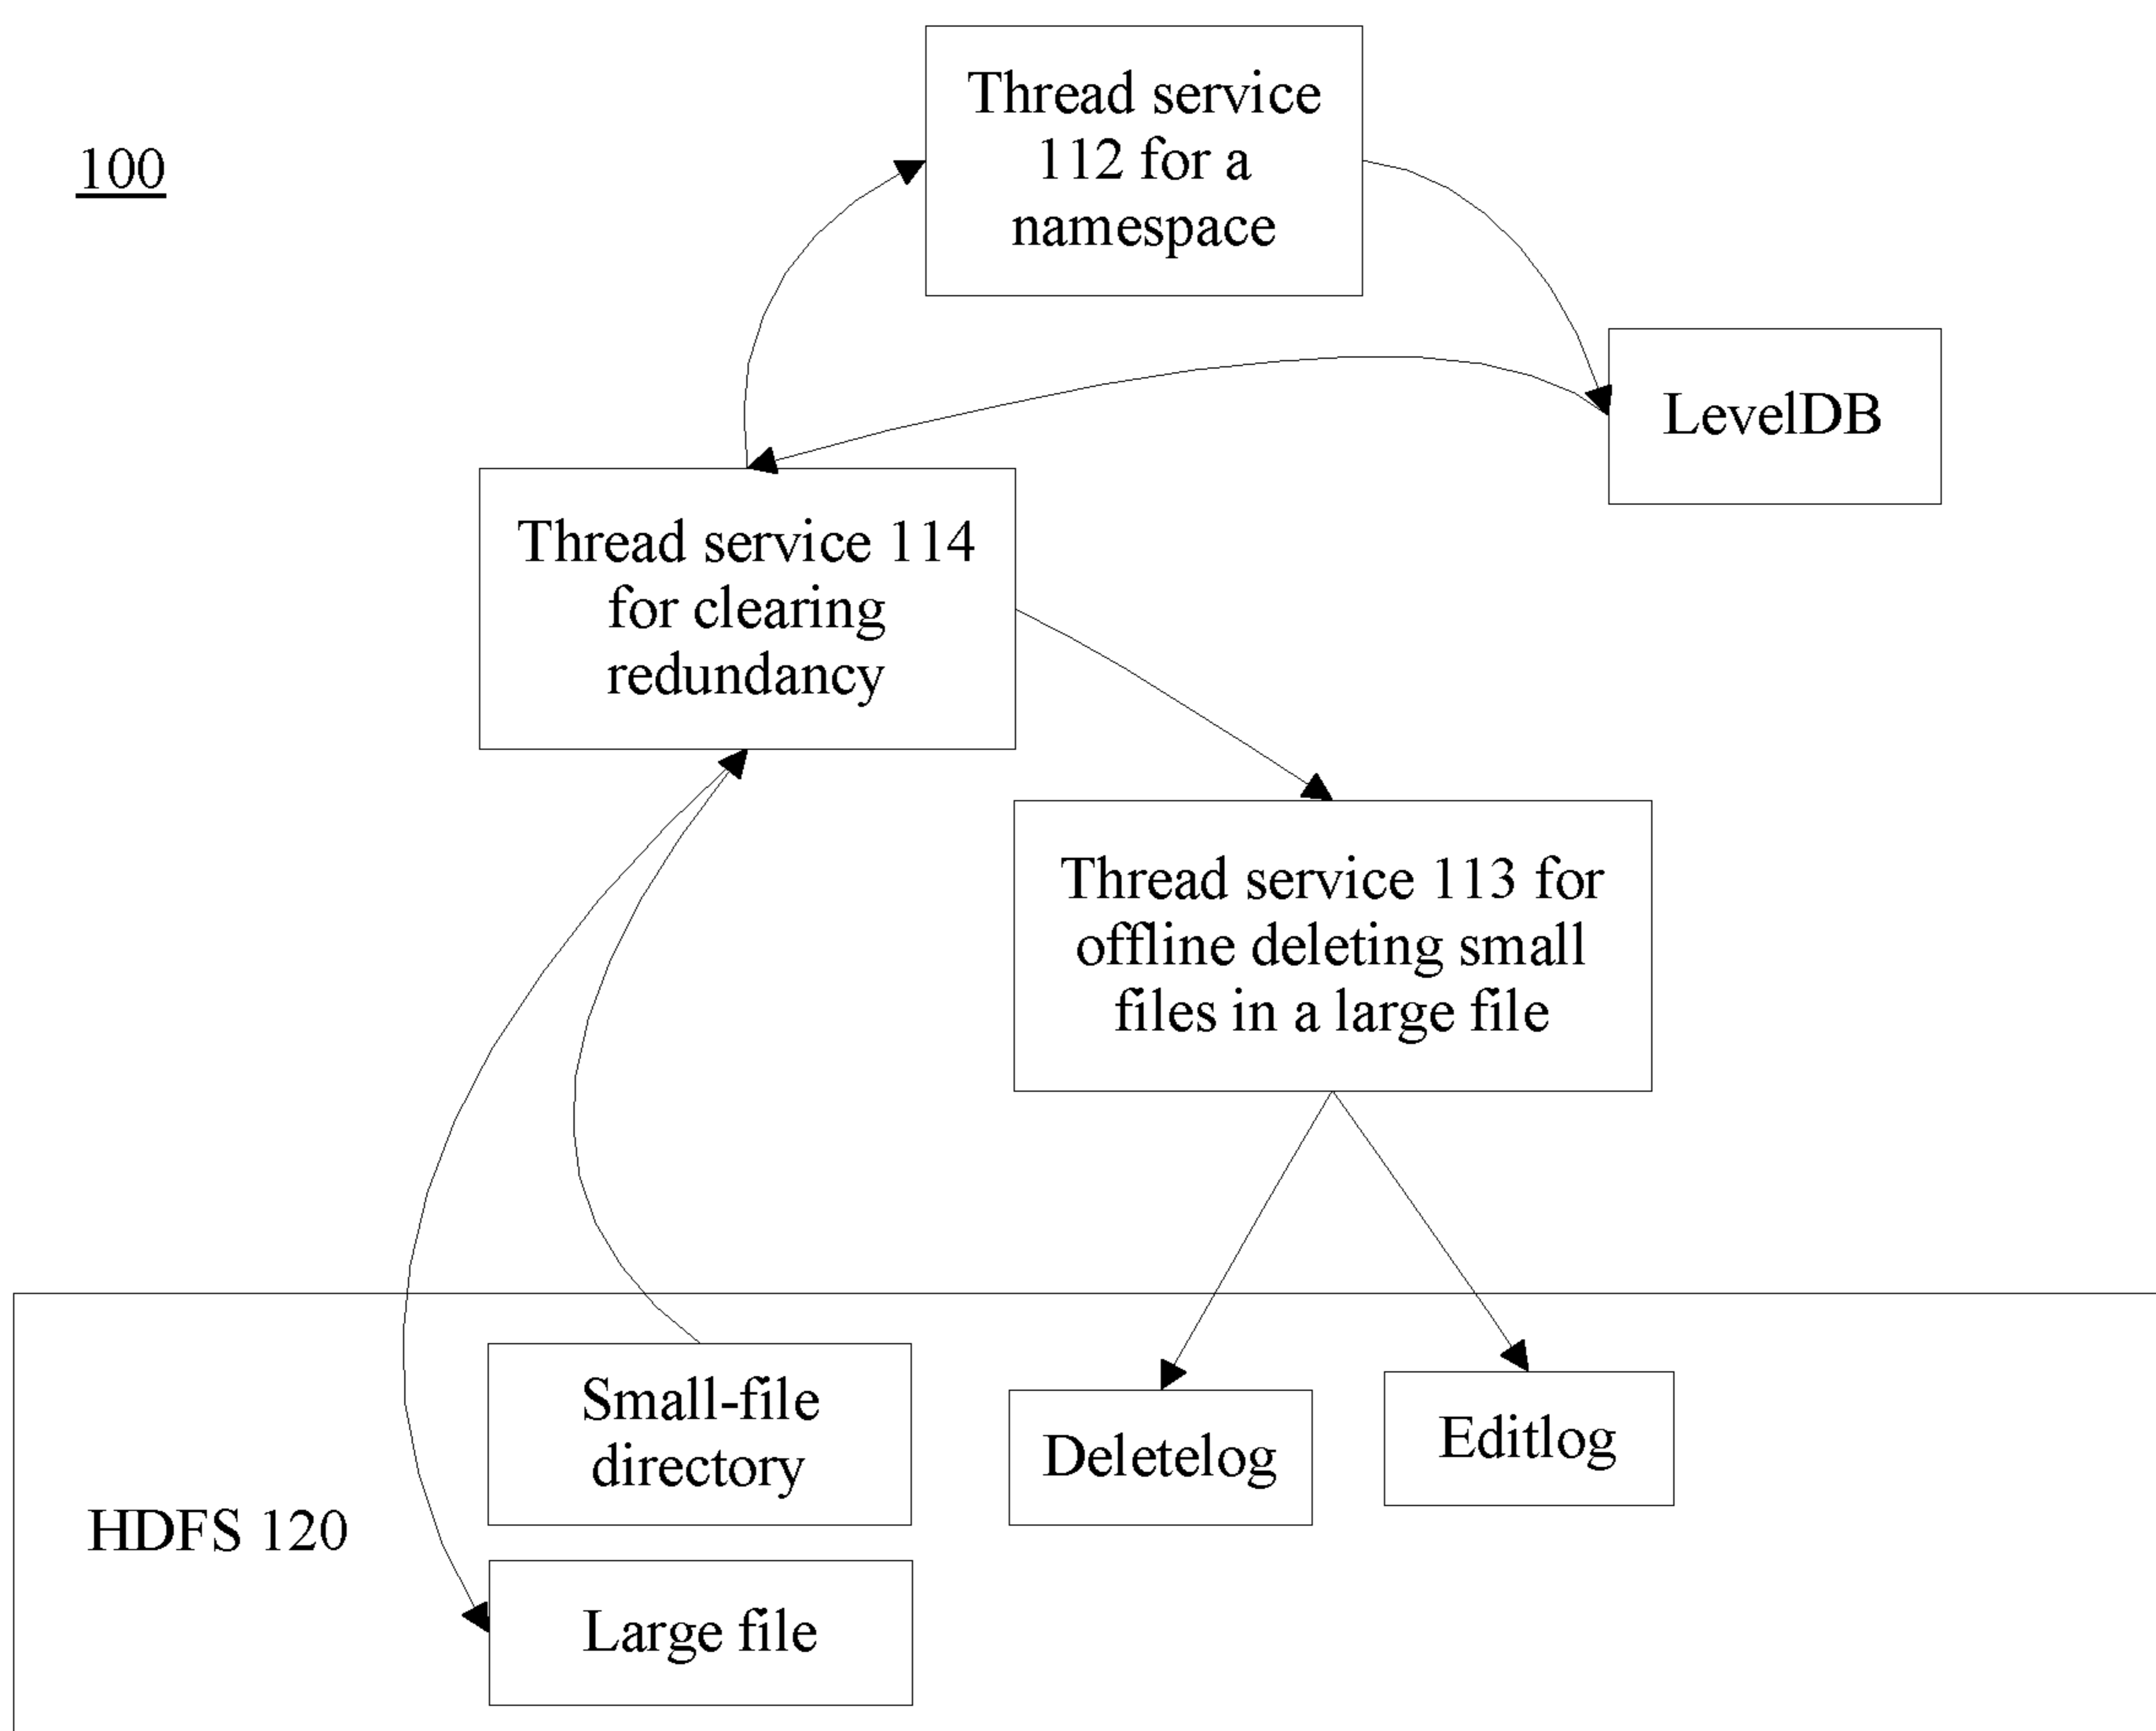 100
Thread service
112 for a
namespace
LevelDB
Thread service 114
for clearing
redundancy
Thread service 113 for
offline deleting small
files in a large file
Small-file
directory
Deletelog
Editlog
HDFS 120
Large file